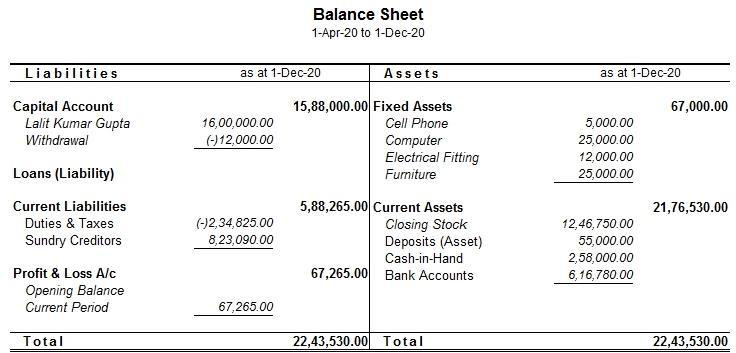 Balance Sheet
1-Apr-20 to 1-Dec-20
Liabilities as at 1-Dec-20 Assets as at 1-Dec-20
Capital Account 15,88,000.00 Fixed Assets 67,000.00
Lalit Kumar Gupta 16,00,000.00 Cell Phone 5,000.00
Withdrawal (-)12,000.00 Computer 25,000.00
Electrical Fitting 12,000.00
Loans (Liability) Furniture 25,000.00
Current Liabilities 5,88,265.00 Current Assets 21,76,530.00
Duties & Taxes (-)2,34,825.00 Closing Stock 12,46,750.00
Sundry Creditors 8,23,090.00 Deposits (Asset) 55,000.00
Cash-in-Hand 2,58,000.00
Profit & Loss A/c 67,265.00 Bank Accounts 6,16,780.00
Opening Balance
Current Period 67,265.00
Total 22,43,530.00 Total 22,43,530.00